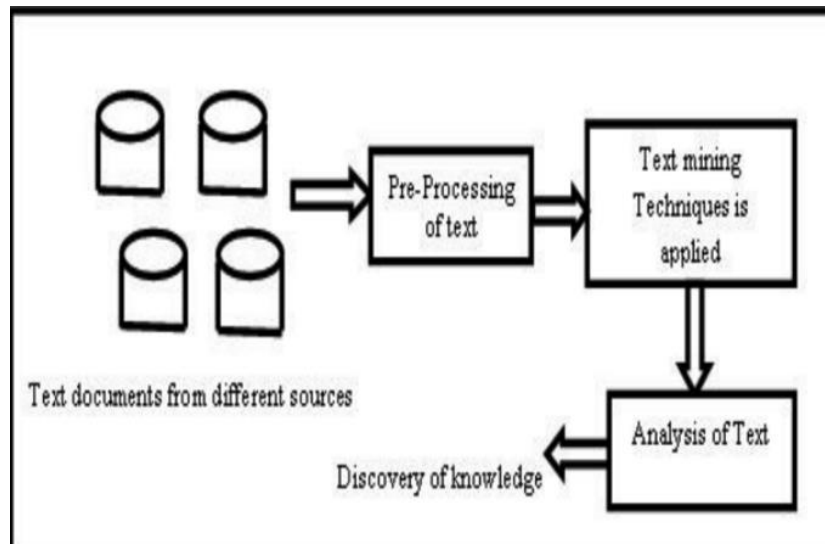 Pre-Processing
of text
Text mining
Techniques is
applied
Text documents from different sources
Analysis of Text
Discovery of knowledge